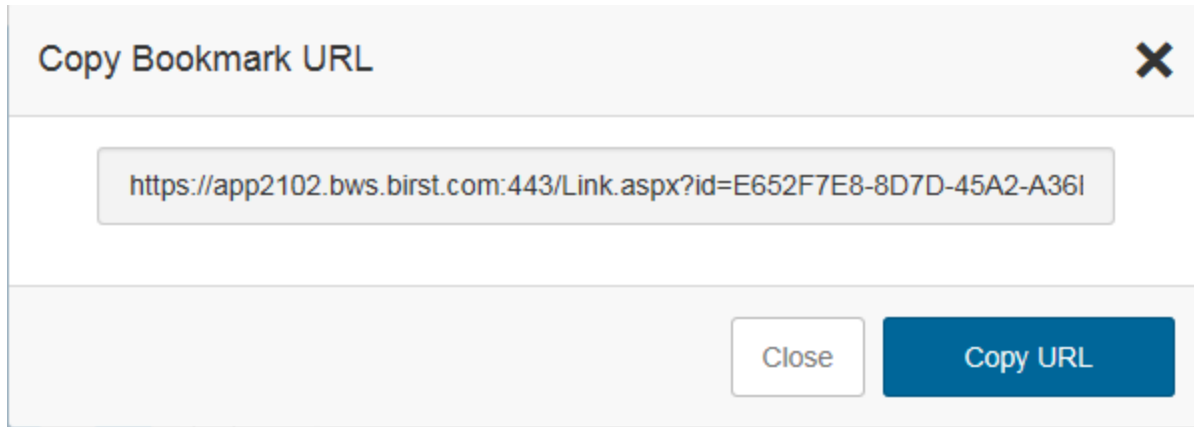 Copy Bookmark URL
https://app2102.bws.birst.com:443/Link.aspx?id=E652F7E8-8D7D-45A2-A36
Close
Copy URL